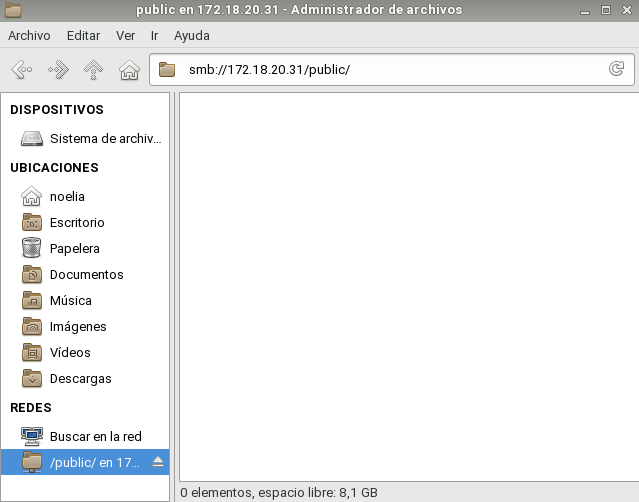 public en 172.18.20.31 - Administrador de archivos
Archivo Editar Ver Ir Ayuda
smb://172.18.20.31/public/
DISPOSITIVOS
Sistema de archiv...
UBICACIONES
noelia
Escritorio
Papelera
Documentos
Música
Imágenes
Vídeos
Descargas
REDES
Buscar en la red
/public/ en 17...
0 elementos, espacio libre: 8,1 GB